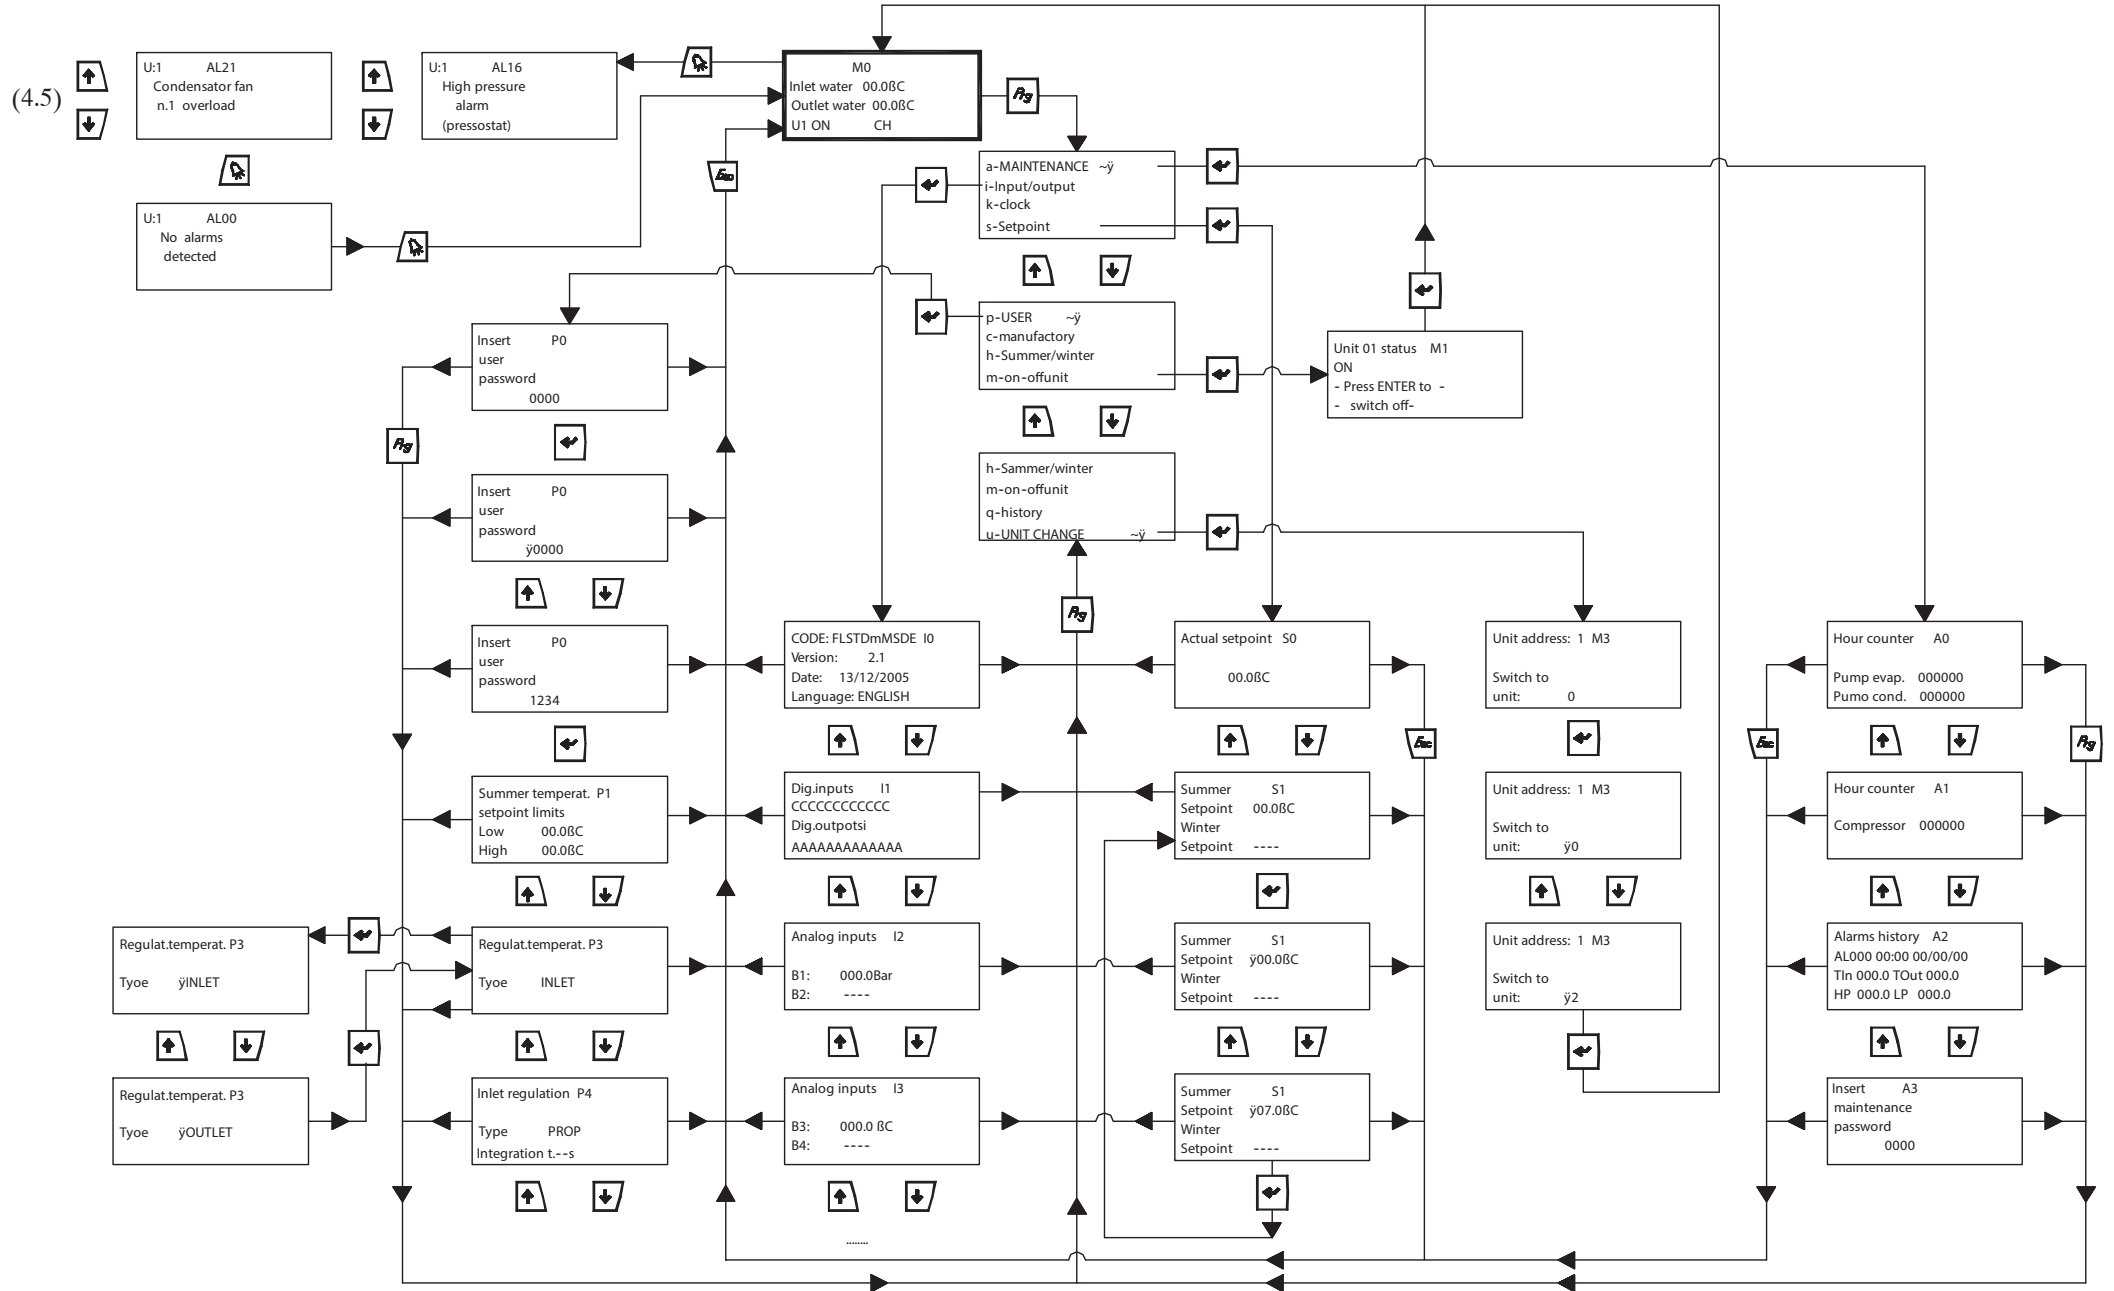 (4.5)
U:1 AL21
Condensator fan
n.1 overload
U:1 AL16
High pressure
alarm
(pressostat)
M0
Inlet water 00.0ßC
Outlet water 00.0ßC
U1 ON CH
Prg
U:1 AL00
No alarms
detected
Esc
a-MAINTENANCE ~ÿ
i-Input/output
k-clock
s-Setpoint
p-USER ~ÿ
c-manufactory
h-Summer/winter
m-on-offunit
Unit 01 status M1
ON
- Press ENTER to -
- switch off-
h-Sammer/winter
m-on-offunit
q-history
u-UNIT CHANGE ~ÿ
Prg
Insert P0
user
password
0000
Prg
Insert P0
user
password
ÿ0000
Insert P0
user
password
1234
Summer temperat. P1
setpoint limits
Low 00.0ßC
High 00.0ßC
Regulat.temperat. P3
Tyoe ÿINLET
Regulat.temperat. P3
Tyoe INLET
Regulat.temperat. P3
Tyoe ÿOUTLET
Inlet regulation P4
Type PROP
Integration t.--s
CODE: FLSTDmMSDE I0
Version: 2.1
Date: 13/12/2005
Language: ENGLISH
Dig.inputs I1
CCCCCCCCCCCC
Dig.outpotsi
AAAAAAAAAAAAA
Analog inputs I2
B1: 000.0Bar
B2: ----
Analog inputs I3
B3: 000.0 ßC
B4: ----
........
Actual setpoint S0
00.0ßC
Esc
Summer S1
Setpoint 00.0ßC
Winter
Setpoint ----
Summer S1
Setpoint ÿ00.0ßC
Winter
Setpoint ----
Summer S1
Setpoint ÿ07.0ßC
Winter
Setpoint ----
Unit address: 1 M3
Switch to
unit: 0
Unit address: 1 M3
Switch to
unit: ÿ0
Unit address: 1 M3
Switch to
unit: ÿ2
Hour counter A0
Pump evap. 000000
Pumo cond. 000000
Esc
Prg
Hour counter A1
Compressor 000000
Alarms history A2
AL000 00:00 00/00/00
TIn 000.0 TOut 000.0
HP 000.0 LP 000.0
Insert A3
maintenance
password
0000